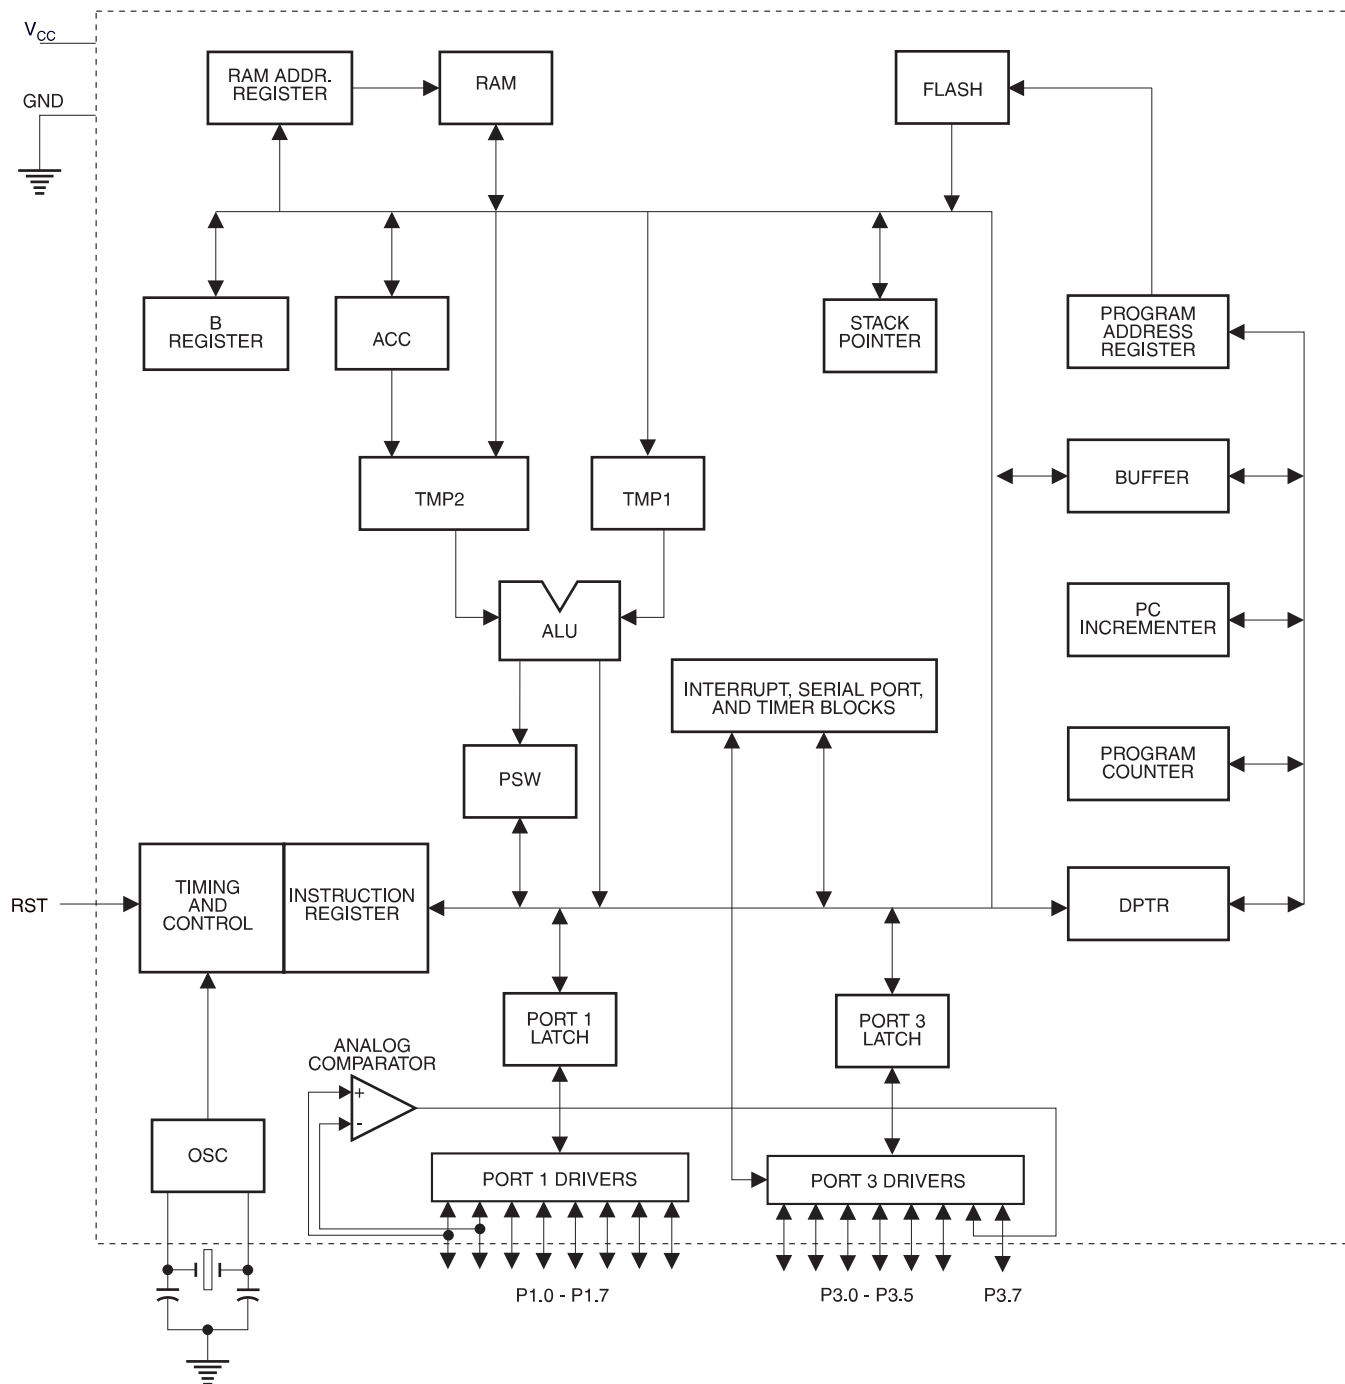 VCC
GND
RAM ADDR.
REGISTER
RAM
FLASH
B
REGISTER
ACC
STACK
POINTER
PROGRAM
ADDRESS
REGISTER
TMP2
TMP1
BUFFER
ALU
PC
INCREMENTER
INTERRUPT, SERIAL PORT,
AND TIMER BLOCKS
PSW
PROGRAM
COUNTER
RST
TIMING
AND
CONTROL
INSTRUCTION
REGISTER
DPTR
PORT 1
LATCH
PORT 3
LATCH
ANALOG
COMPARATOR
+
-
OSC
PORT 1 DRIVERS
PORT 3 DRIVERS
P1.0 - P1.7
P3.0 - P3.5
P3.7